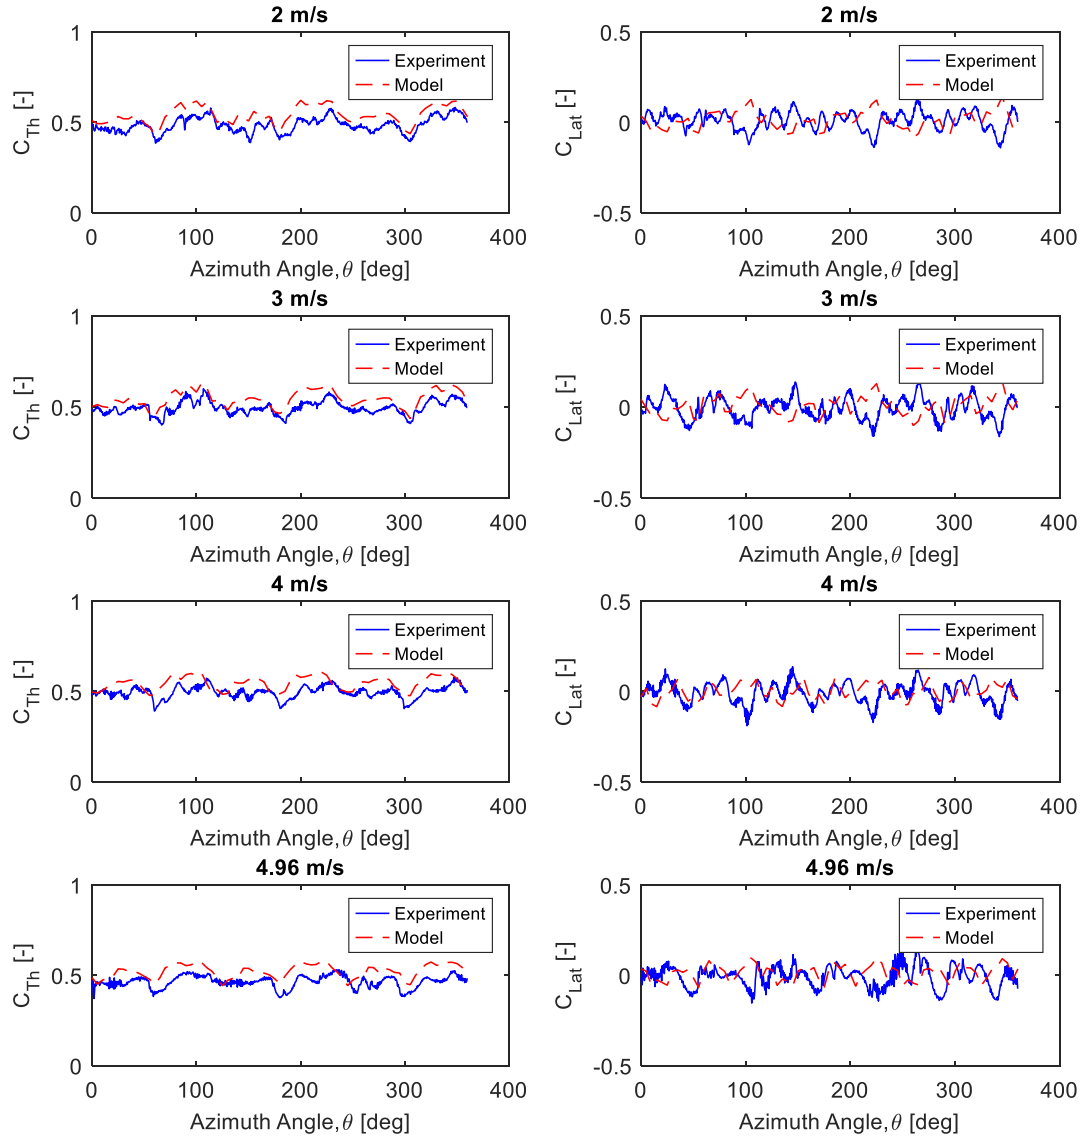 2 m/s
1
0.5
0
C_Th [-]
Experiment
Model
0 100 200 300 400
Azimuth Angle, θ [deg]
2 m/s
0.5
0
-0.5
C_Lat [-]
Experiment
Model
0 100 200 300 400
Azimuth Angle, θ [deg]
3 m/s
1
0.5
0
C_Th [-]
Experiment
Model
0 100 200 300 400
Azimuth Angle, θ [deg]
3 m/s
0.5
0
-0.5
C_Lat [-]
Experiment
Model
0 100 200 300 400
Azimuth Angle, θ [deg]
4 m/s
1
0.5
0
C_Th [-]
Experiment
Model
0 100 200 300 400
Azimuth Angle, θ [deg]
4 m/s
0.5
0
-0.5
C_Lat [-]
Experiment
Model
0 100 200 300 400
Azimuth Angle, θ [deg]
4.96 m/s
1
0.5
0
C_Th [-]
Experiment
Model
0 100 200 300 400
Azimuth Angle, θ [deg]
4.96 m/s
0.5
0
-0.5
C_Lat [-]
Experiment
Model
0 100 200 300 400
Azimuth Angle, θ [deg]